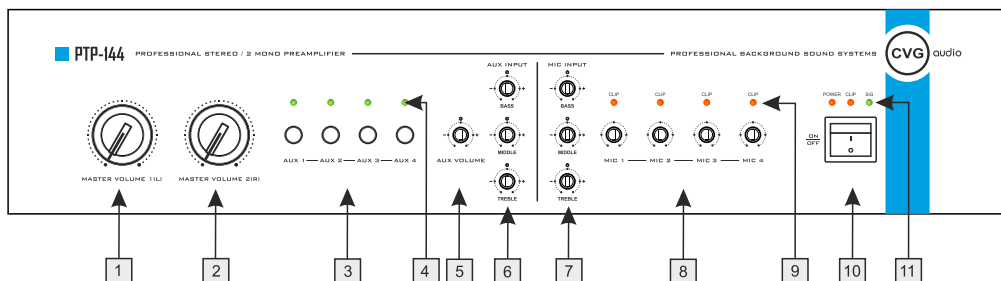 PTP-144 PROFESSIONAL STEREO / 2 MONO PREAMPLIFIER PROFESSIONAL BACKGROUND SOUND SYSTEMS CVG audio
AUX INPUT MIC INPUT
CLIP CLIP CLIP CLIP POWER CLIP SIG
BASS BASS
ON/OFF I O
AUX 1 AUX 2 AUX 3 AUX 4 AUX VOLUME MIDDLE MIDDLE MIC 1 MIC 2 MIC 3 MIC 4
MASTER VOLUME 1(L) MASTER VOLUME 2(R)
TREBLE TREBLE
1 2 3 4 5 6 7 8 9 10 11